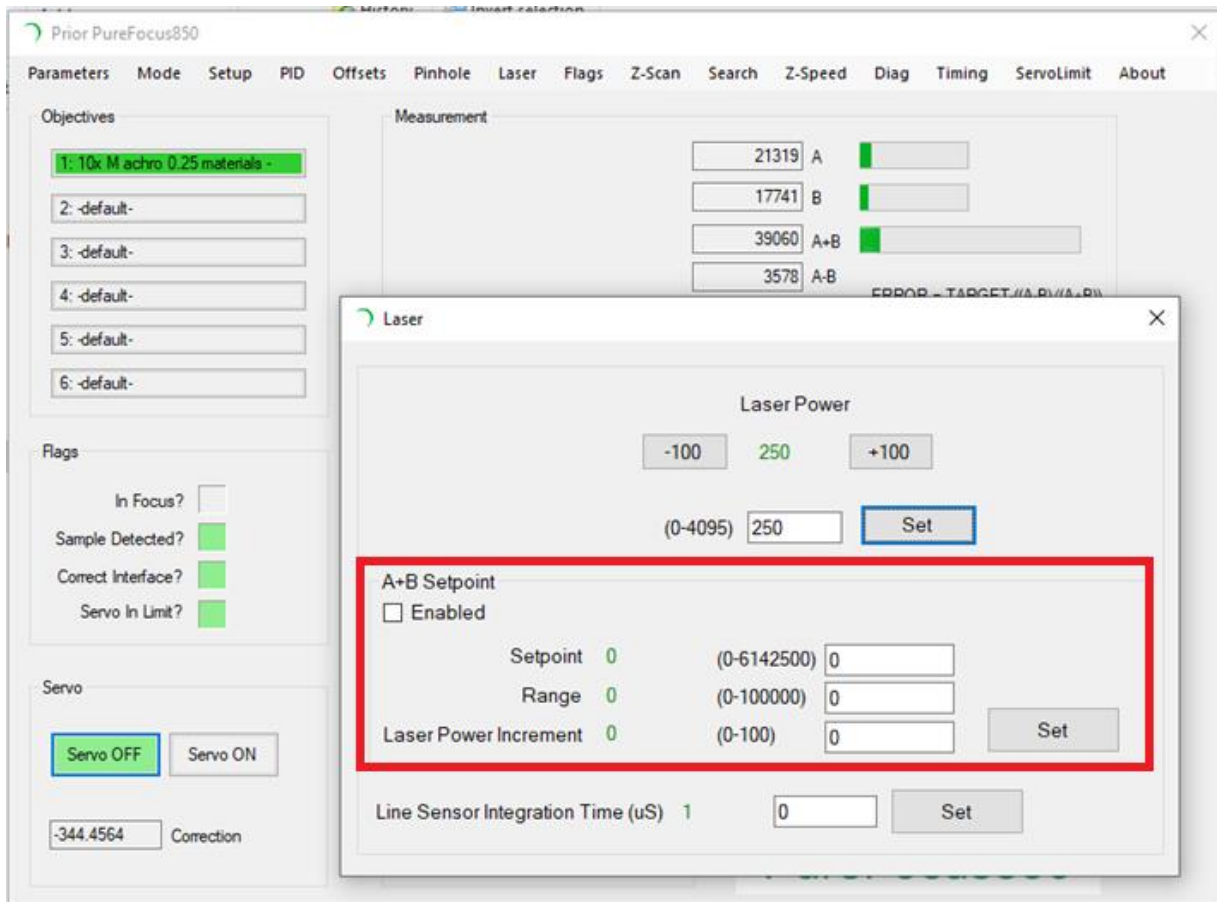 History Invert selection
Prior PureFocus850
Parameters Mode Setup PID Offsets Pinhole Laser Flags Z-Scan Search Z-Speed Diag Timing ServoLimit About
Objectives
1: 10x M achro 0.25 materials -
2: -default-
3: -default-
4: -default-
5: -default-
6: -default-
Measurement
21319 A
17741 B
39060 A+B
3578 A-B
ERROR = TARGET-((A-B)/(A+B))
Flags
In Focus?
Sample Detected?
Correct Interface?
Servo In Limit?
Servo
Servo OFF Servo ON
-344.4564 Correction
Laser
Laser Power
-100 250 +100
(0-4095) 250 Set
A+B Setpoint
Enabled
Setpoint 0 (0-6142500) 0
Range 0 (0-100000) 0
Laser Power Increment 0 (0-100) 0 Set
Line Sensor Integration Time (uS) 1 0 Set